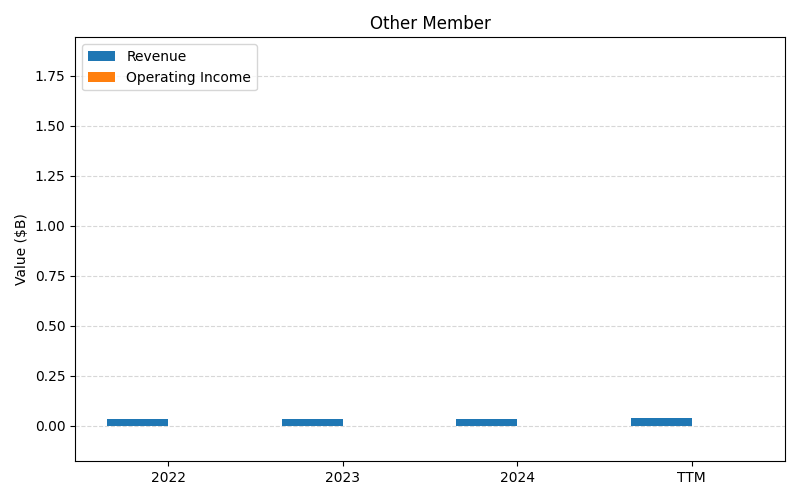 Other Member
Revenue
Operating Income
Value ($B)
1.75
1.50
1.25
1.00
0.75
0.50
0.25
0.00
2022
2023
2024
TTM